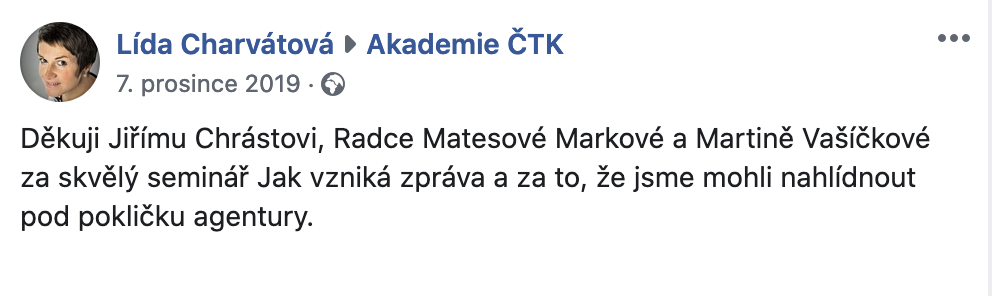 Lída Charvátová ▸ Akademie ČTK
7. prosince 2019 ·
Děkuji Jiřímu Chrástovi, Radce Matesové Markové a Martině Vašíčkové
za skvělý seminář Jak vzniká zpráva a za to, že jsme mohli nahlídnout
pod pokličku agentury.